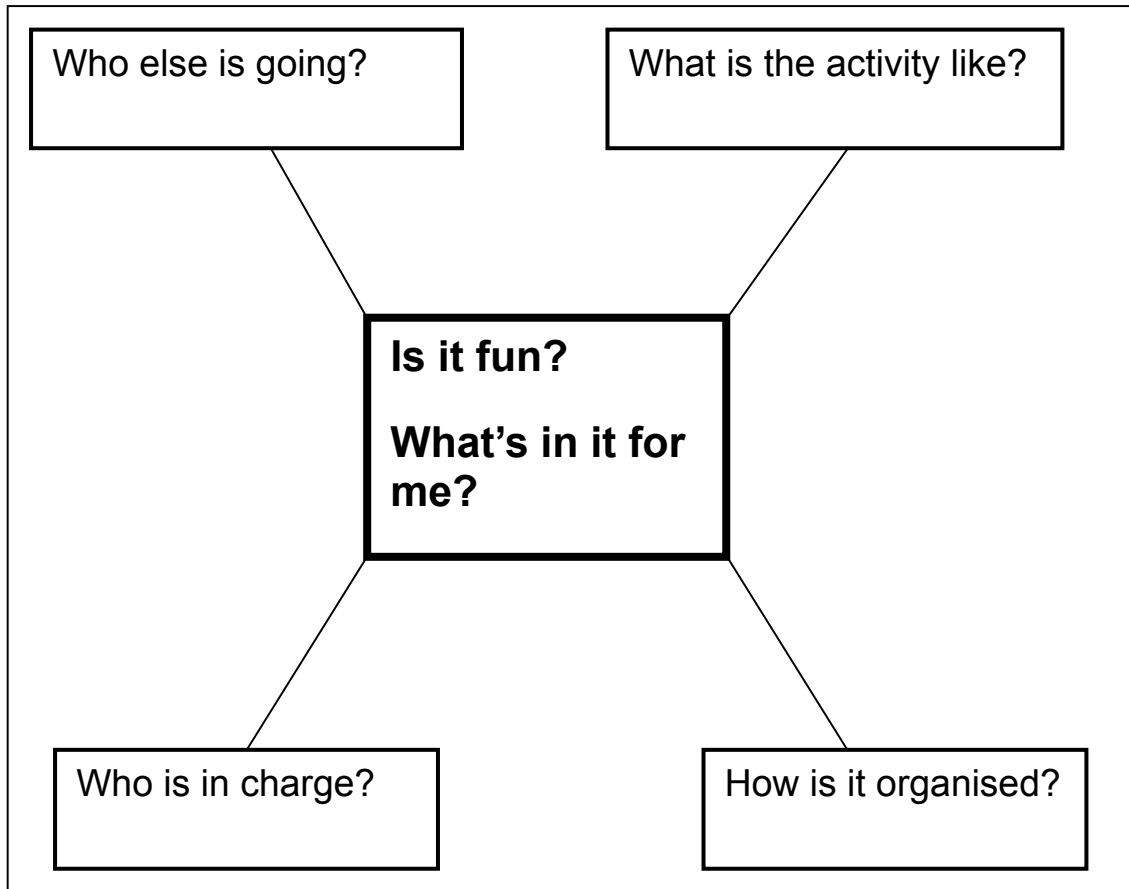 Who else is going?
What is the activity like?
Is it fun?
What’s in it for
me?
Who is in charge?
How is it organised?